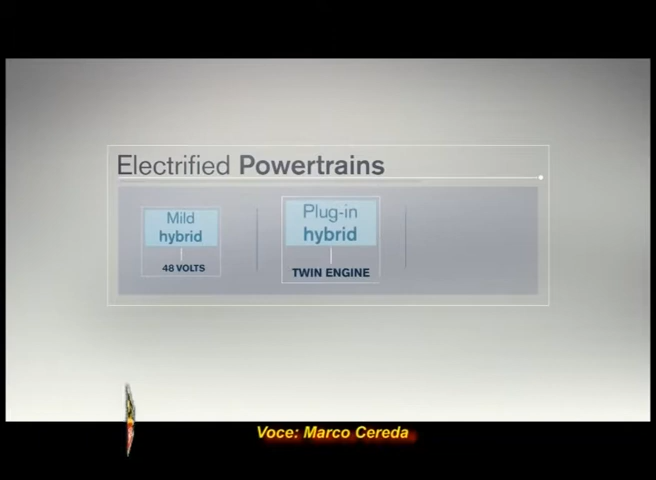 Electrified Powertrains
Mild
hybrid
48 VOLTS
Plug-in
hybrid
TWIN ENGINE
Voce: Marco Cereda